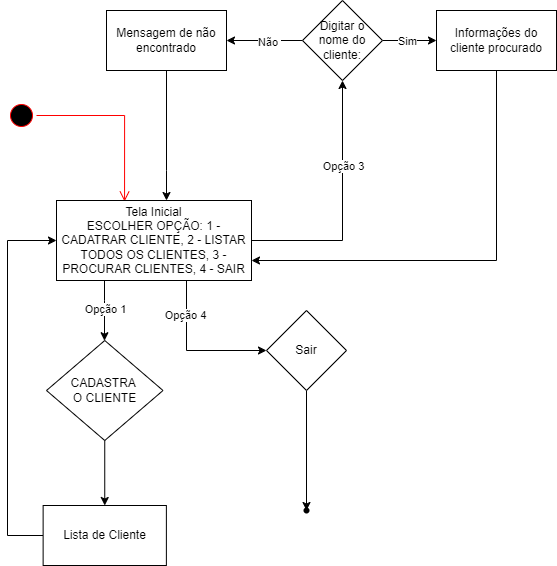 Mensagem de não
encontrado
Não
Digitar o
nome do
cliente:
Sim
Informações do
cliente procurado
Opção 3
Tela Inicial
ESCOLHER OPÇÃO: 1 -
CADATRAR CLIENTE, 2 - LISTAR
TODOS OS CLIENTES, 3 -
PROCURAR CLIENTES, 4 - SAIR
Opção 1
Opção 4
Sair
CADASTRA
O CLIENTE
Lista de Cliente